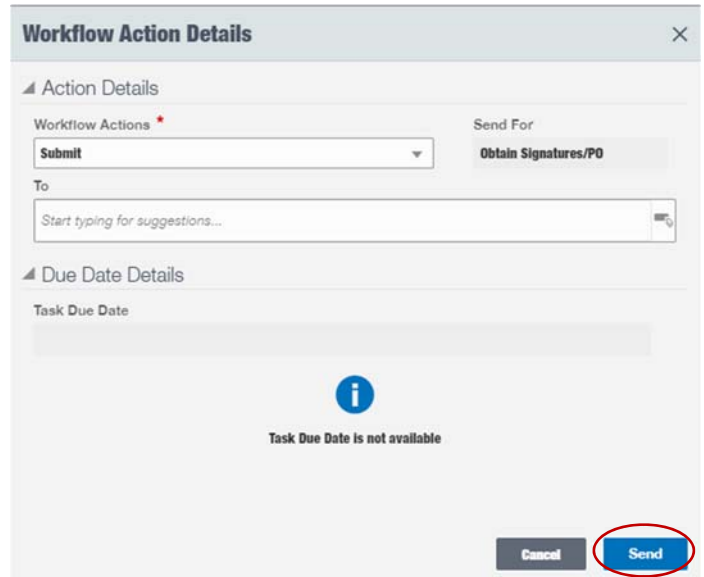 Workflow Action Details
Action Details
Workflow Actions *
Send For
Submit
Obtain Signatures/PO
To
Start typing for suggestions...
Due Date Details
Task Due Date
Task Due Date is not available
Cancel
Send